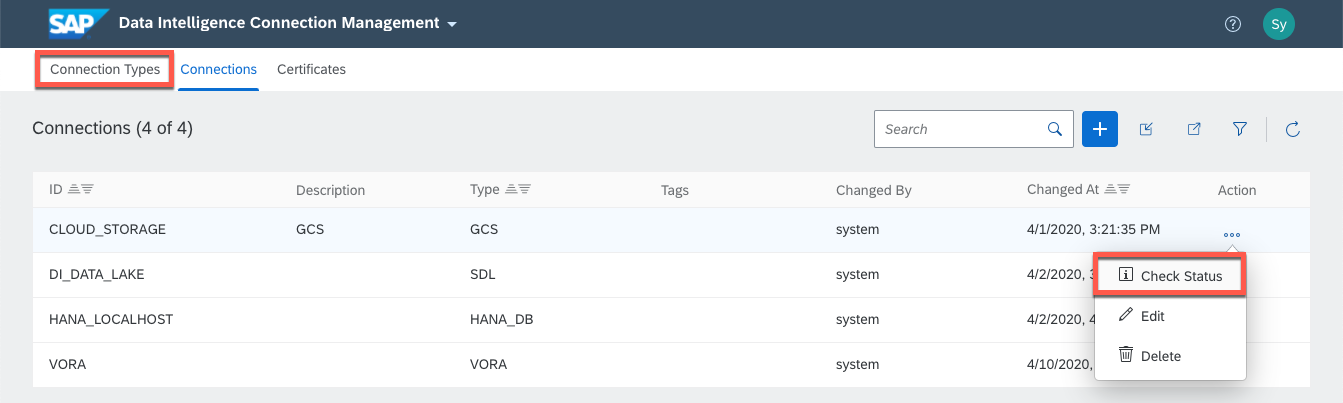 SAP Data Intelligence Connection Management Sy
Connection Types Connections Certificates
Connections (4 of 4) Search
ID Description Type Tags Changed By Changed At Action
CLOUD_STORAGE GCS GCS system 4/1/2020, 3:21:35 PM
DI_DATA_LAKE SDL system 4/2/2020, 3:
Check Status
HANA_LOCALHOST HANA_DB system 4/2/2020, 4
Edit
VORA VORA system 4/10/2020,
Delete